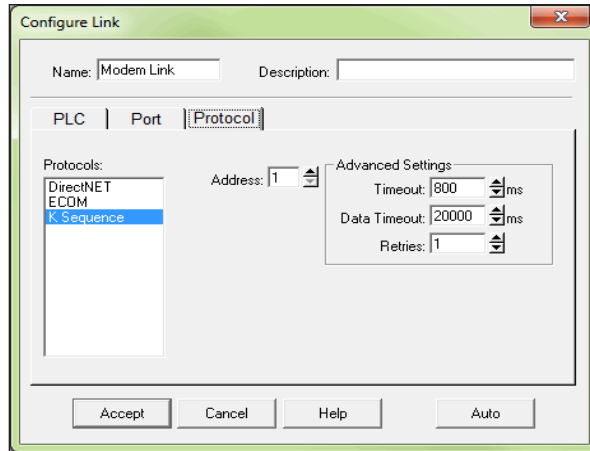 Configure Link
Name: Modem Link Description:
PLC Port Protocol
Protocols:
DirectNET
ECOM
K Sequence
Address: 1
Advanced Settings
Timeout: 800 ms
Data Timeout: 20000 ms
Retries: 1
Accept Cancel Help Auto